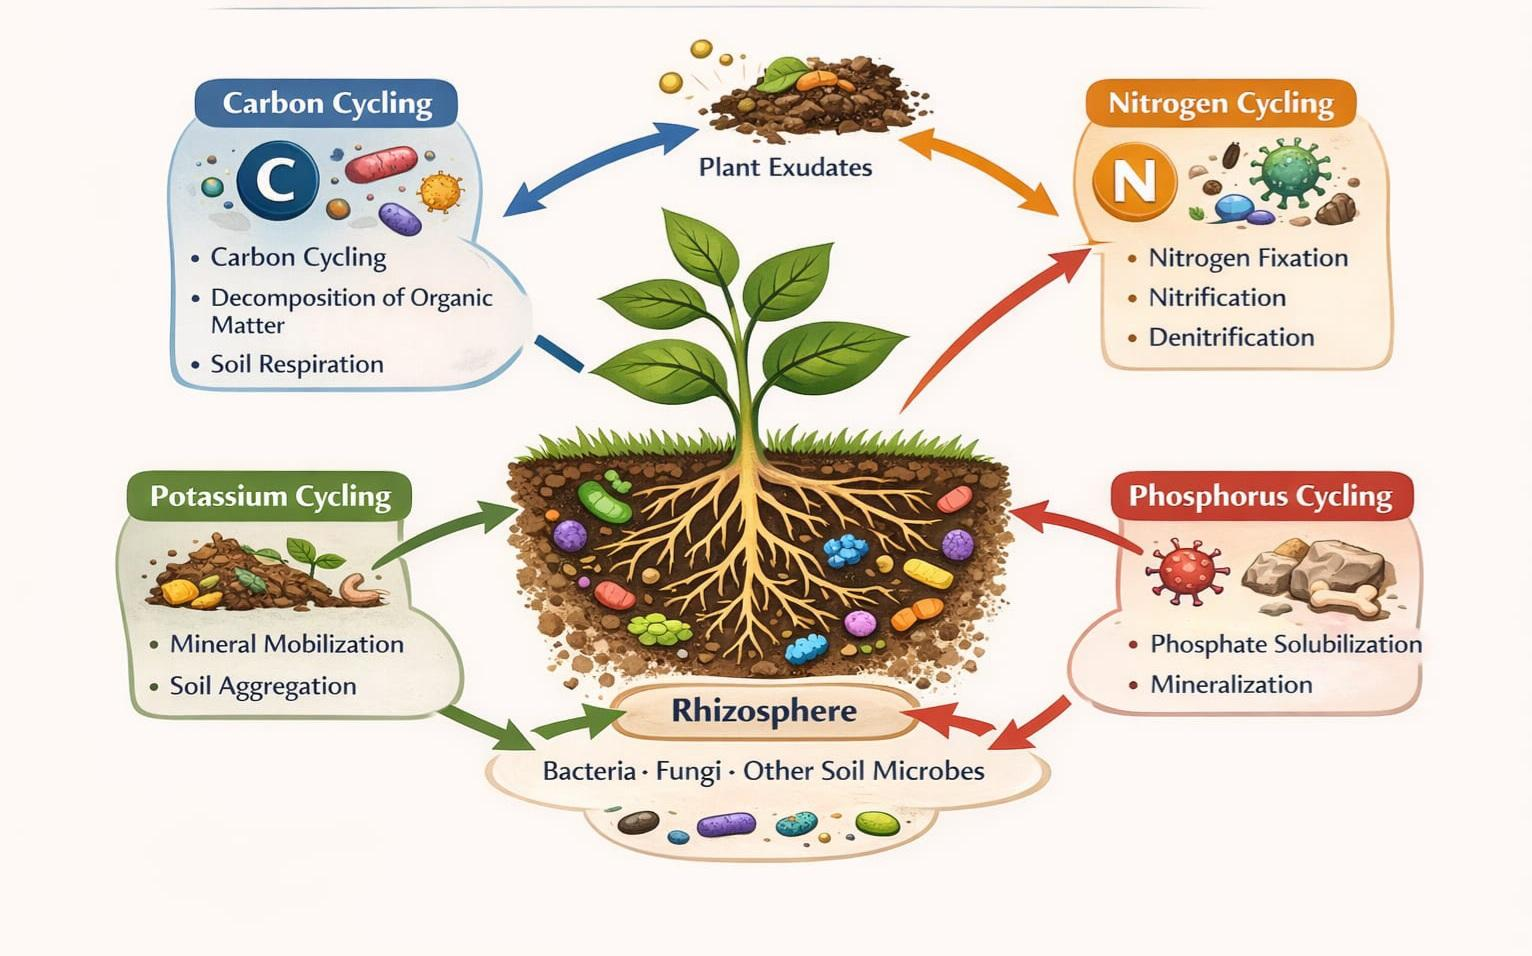 Carbon Cycling
C
• Carbon Cycling
• Decomposition of Organic
Matter
• Soil Respiration
Plant Exudates
Nitrogen Cycling
N
• Nitrogen Fixation
• Nitrification
• Denitrification
Potassium Cycling
• Mineral Mobilization
• Soil Aggregation
Phosphorus Cycling
• Phosphate Solubilization
• Mineralization
Rhizosphere
Bacteria · Fungi · Other Soil Microbes